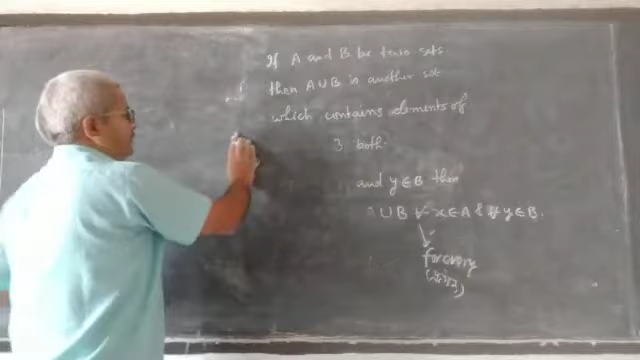 If A and B be two sets.
then A∪B is another set
which contains elements of
both.
and y∈B then
∪B ∀ x∈A & ∀ y∈B.
for every